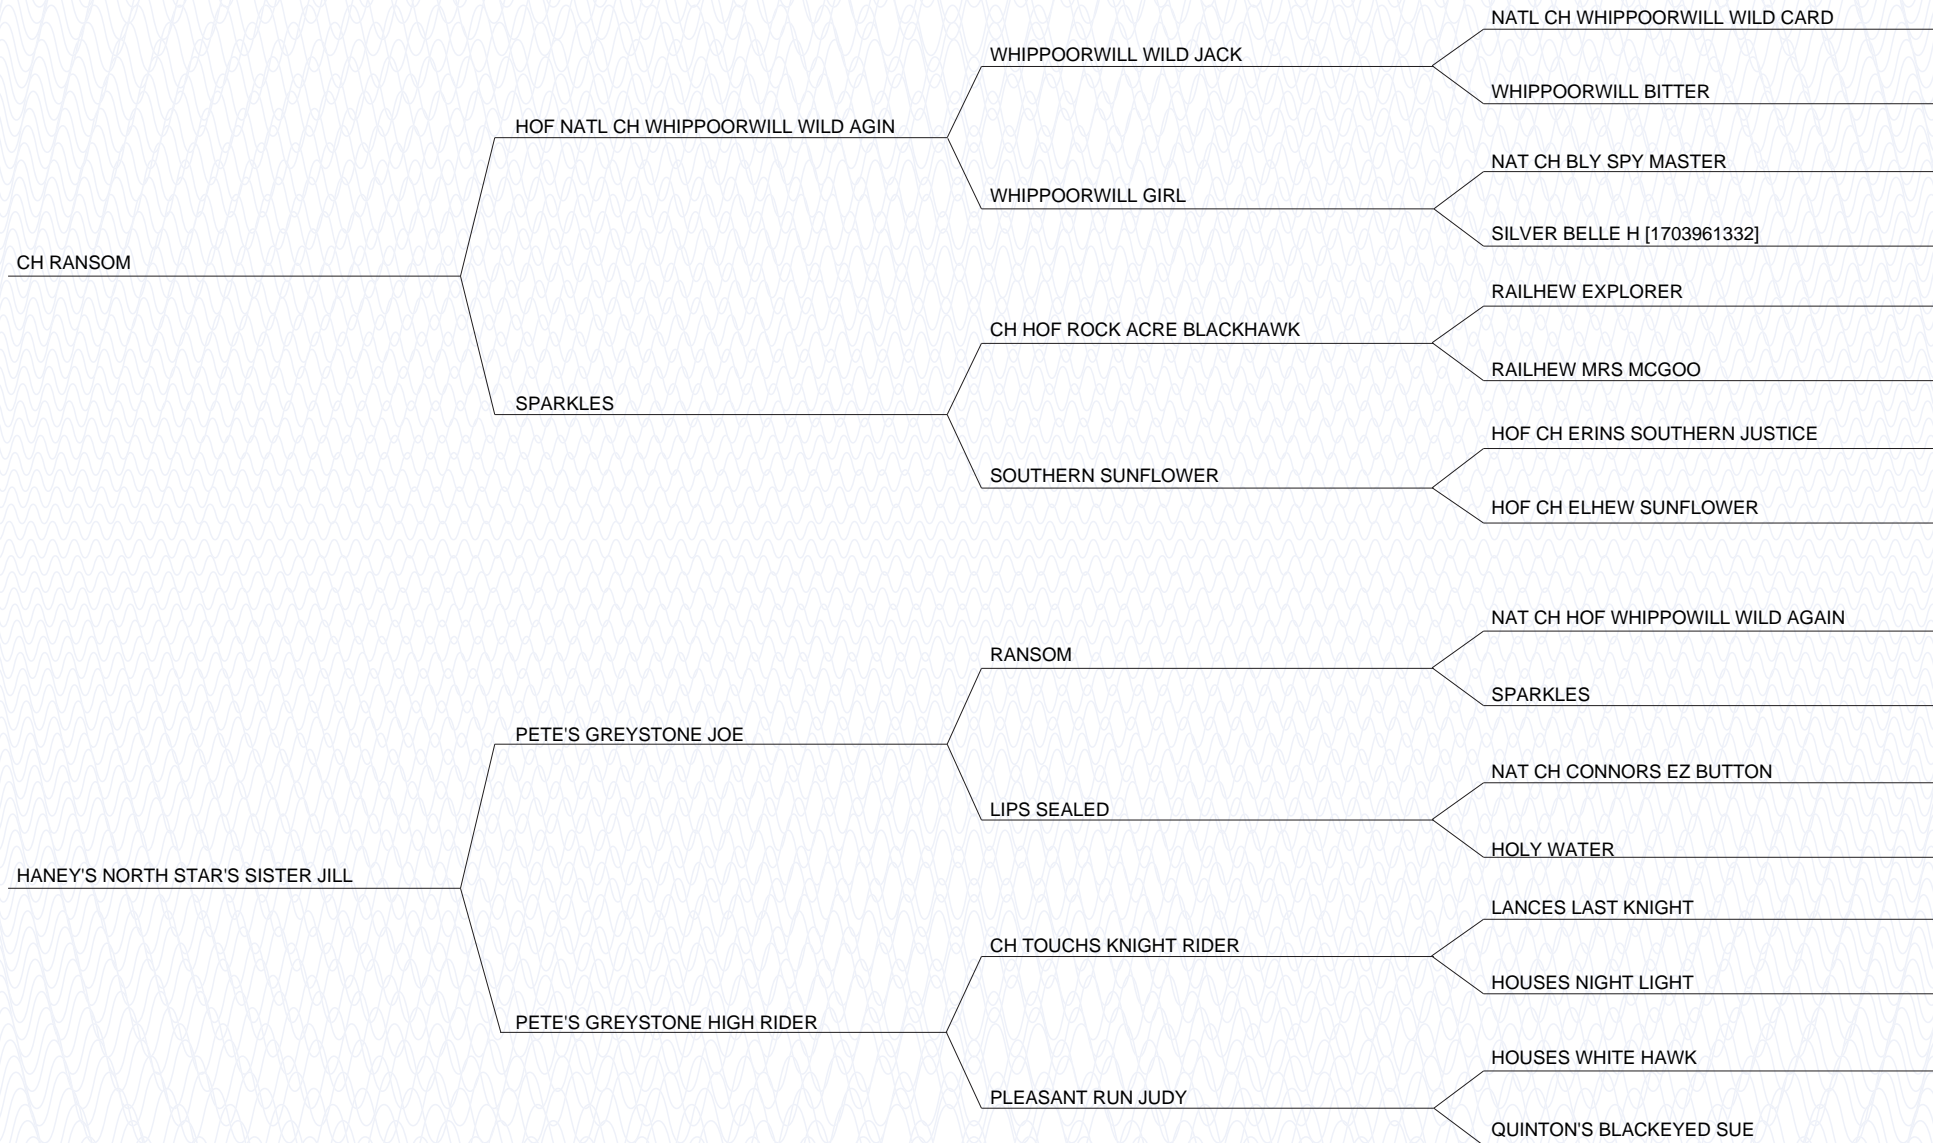 NATL CH WHIPPOORWILL WILD CARD
WHIPPOORWILL WILD JACK
WHIPPOORWILL BITTER
HOF NATL CH WHIPPOORWILL WILD AGIN
NAT CH BLY SPY MASTER
WHIPPOORWILL GIRL
SILVER BELLE H [1703961332]
CH RANSOM
RAILHEW EXPLORER
CH HOF ROCK ACRE BLACKHAWK
RAILHEW MRS MCGOO
SPARKLES
HOF CH ERINS SOUTHERN JUSTICE
SOUTHERN SUNFLOWER
HOF CH ELHEW SUNFLOWER
NAT CH HOF WHIPPOWILL WILD AGAIN
RANSOM
SPARKLES
PETE'S GREYSTONE JOE
NAT CH CONNORS EZ BUTTON
LIPS SEALED
HOLY WATER
HANEY'S NORTH STAR'S SISTER JILL
LANCES LAST KNIGHT
CH TOUCHS KNIGHT RIDER
HOUSES NIGHT LIGHT
PETE'S GREYSTONE HIGH RIDER
HOUSES WHITE HAWK
PLEASANT RUN JUDY
QUINTON'S BLACKEYED SUE